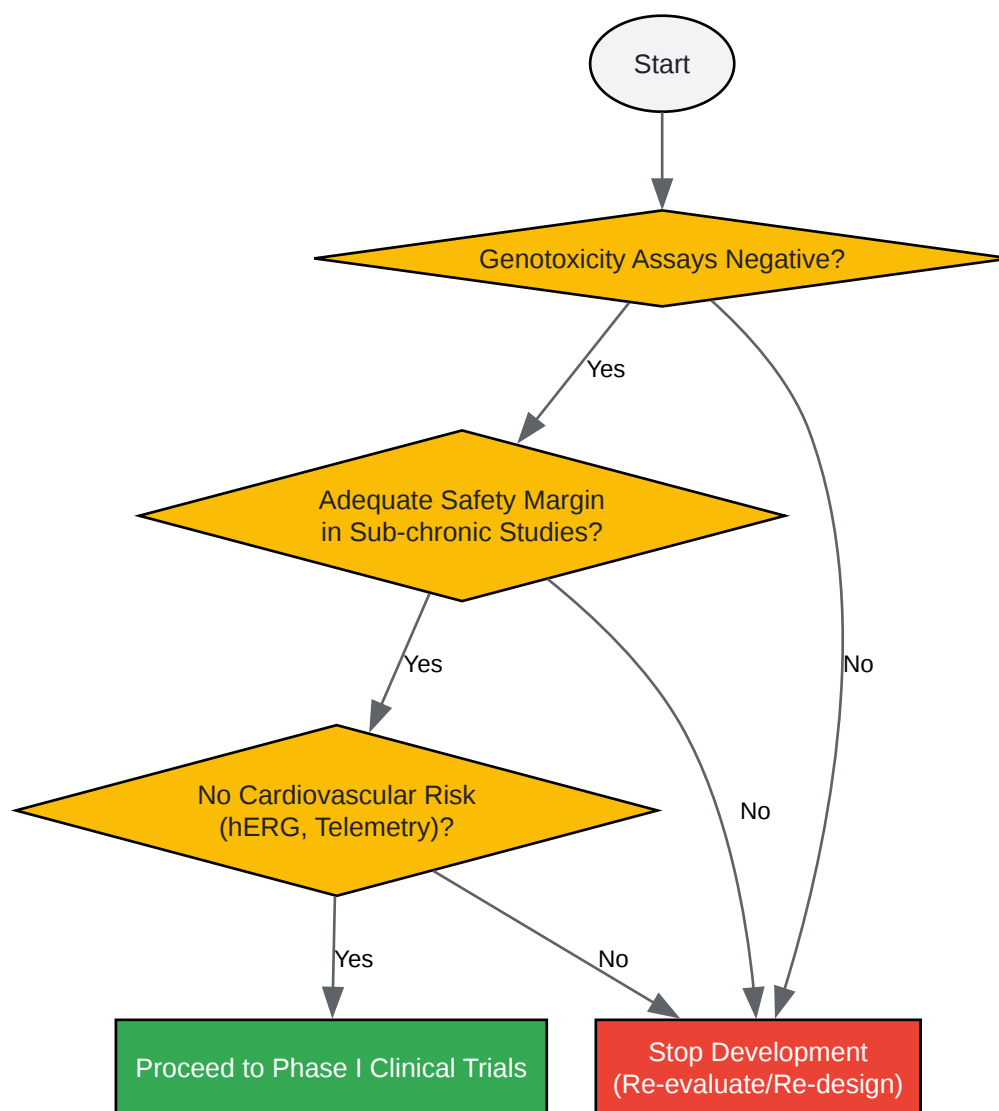 Start
Genotoxicity Assays Negative?
Yes
Adequate Safety Margin
in Sub-chronic Studies?
Yes
No
No Cardiovascular Risk
(hERG, Telemetry)?
No
Yes
No
Proceed to Phase I Clinical Trials
Stop Development
(Re-evaluate/Re-design)